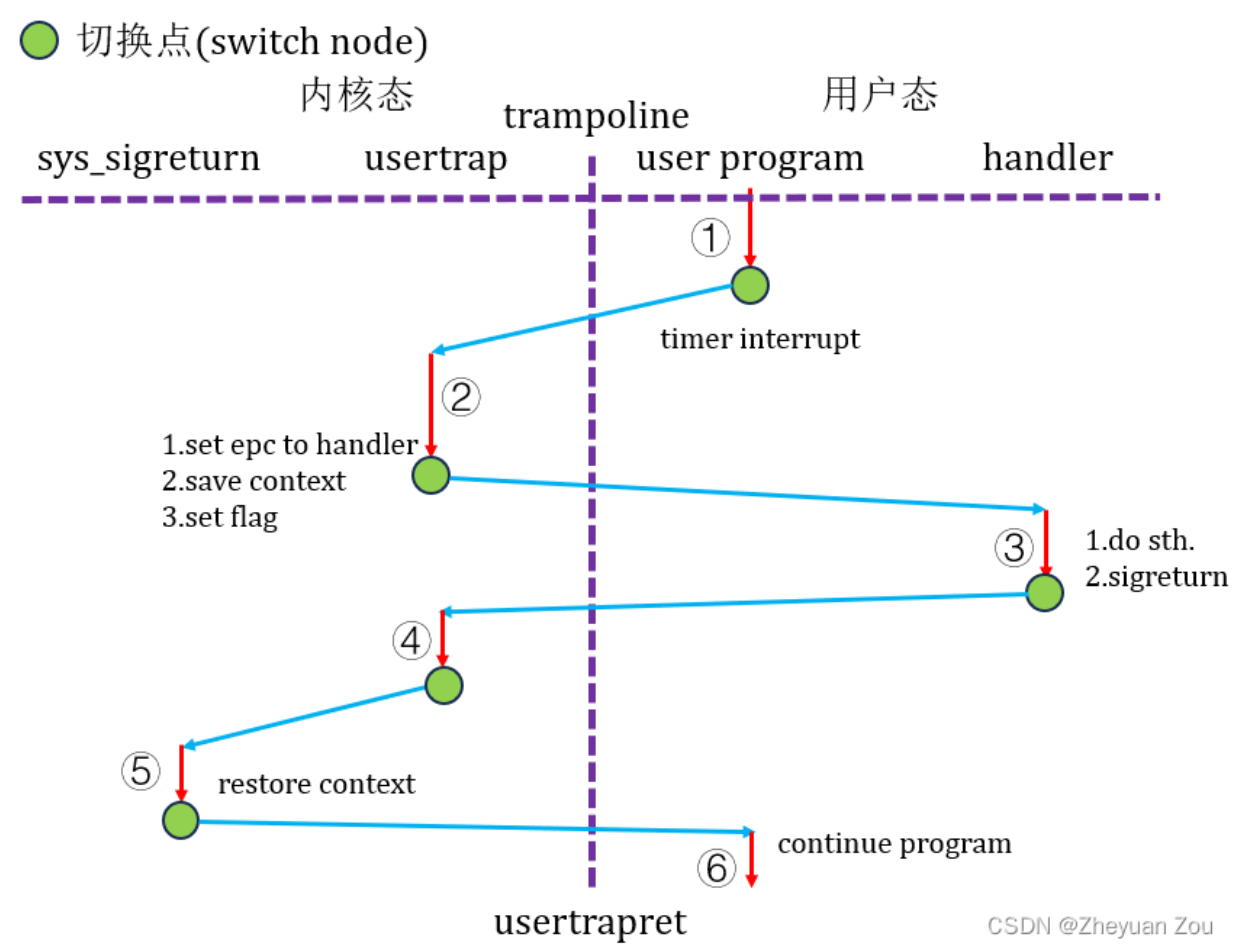 切换点(switch node)
内核态
trampoline
用户态
sys_sigreturn
usertrap
user program
handler
①
timer interrupt
②
1.set epc to handler
2.save context
3.set flag
③
1.do sth.
2.sigreturn
④
⑤
restore context
⑥
continue program
usertrapret
CSDN @Zheyuan Zou